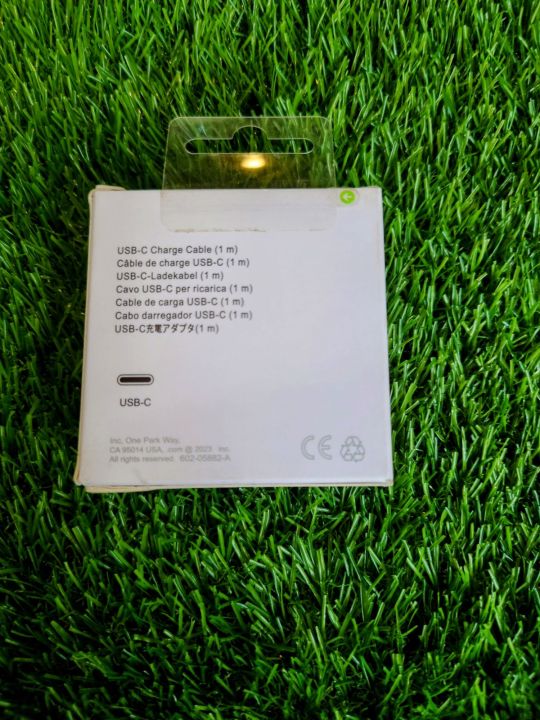 USB-C Charge Cable (1 m)
Câble de charge USB-C (1 m)
USB-C-Ladekabel (1 m)
Cavo USB-C per ricarica (1 m)
Cable de carga USB-C (1 m)
Cabo darregador USB-C (1 m)
USB-C充電アダプタ(1 m)
USB-C
Inc, One Park Way,
CA 95014 USA, .com @ 2023 Inc.
All rights reserved. 602-05882-A
CE